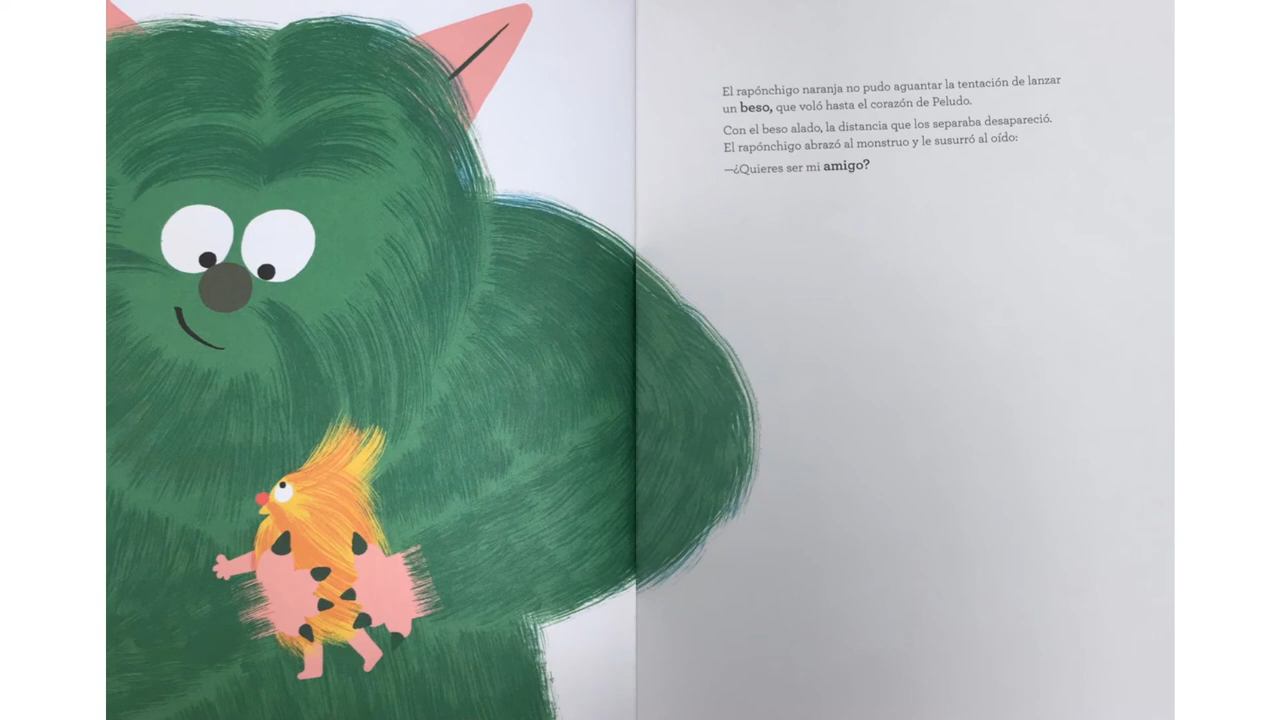 El rapónchigo naranja no pudo aguantar la tentación de lanzar
un beso, que voló hasta el corazón de Peludo.
Con el beso alado, la distancia que los separaba desapareció.
El rapónchigo abrazó al monstruo y le susurró al oído:
—¿Quieres ser mi amigo?